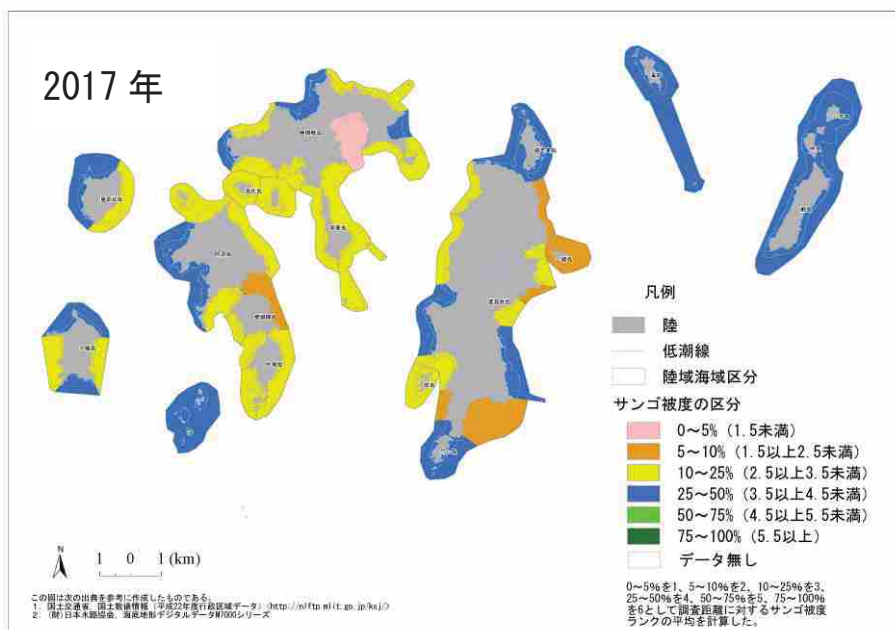 2017 年
凡例
陸
低潮線
陸域海域区分
サンゴ被度の区分
0～5% (1.5未満)
5～10% (1.5以上2.5未満)
10～25% (2.5以上3.5未満)
25～50% (3.5以上4.5未満)
50～75% (4.5以上5.5未満)
75～100% (5.5以上)
データ無し
0～5%を1、5～10%を2、10～25%を3、
25～50%を4、50～75%を5、75～100%
を6として調査距離に対するサンゴ被度
ランクの平均を計算した。
N
1 0 1 (km)
この図は次の出典を参考に作成したものである。
1. 国土交通省、国土数値情報 (平成22年度行政区域データ) <http://nlftp.mlit.go.jp/ksj/>
2. (財)日本水路協会、海底地形デジタルデータM7000シリーズ